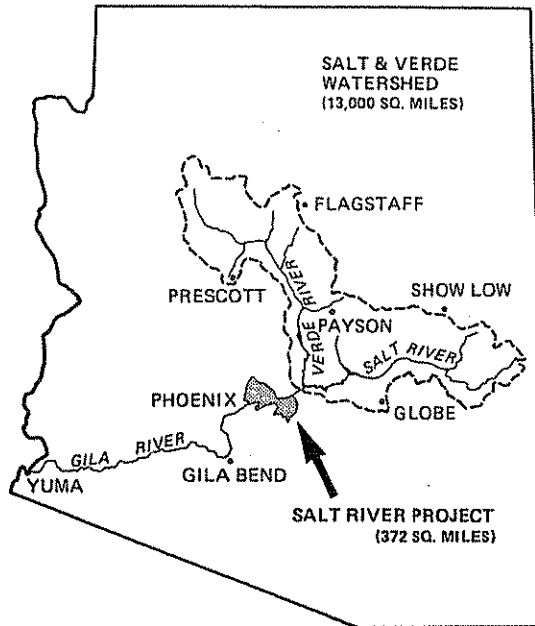 SALT & VERDE
WATERSHED
(13,000 SQ. MILES)
FLAGSTAFF
PRESCOTT
VERDE RIVER
SHOW LOW
PAYSON
SALT RIVER
PHOENIX
GLOBE
GILA RIVER
YUMA
GILA BEND
SALT RIVER PROJECT
(372 SQ. MILES)